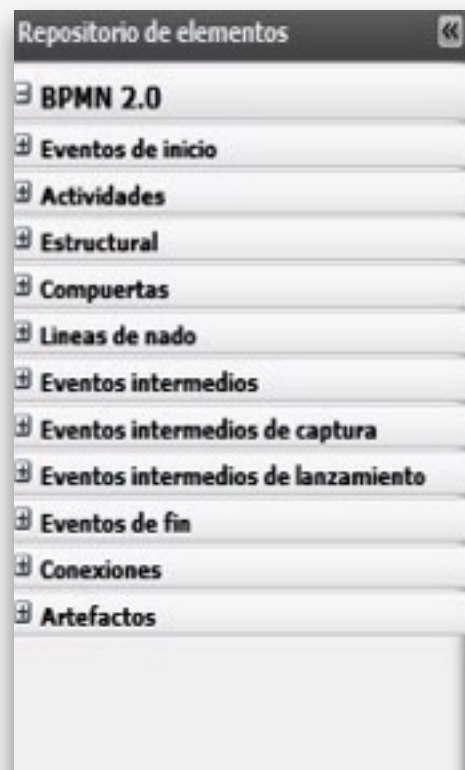 Repositorio de elementos
BPMN 2.0
Eventos de inicio
Actividades
Estructural
Compuertas
Lineas de nado
Eventos intermedios
Eventos intermedios de captura
Eventos intermedios de lanzamiento
Eventos de fin
Conexiones
Artefactos